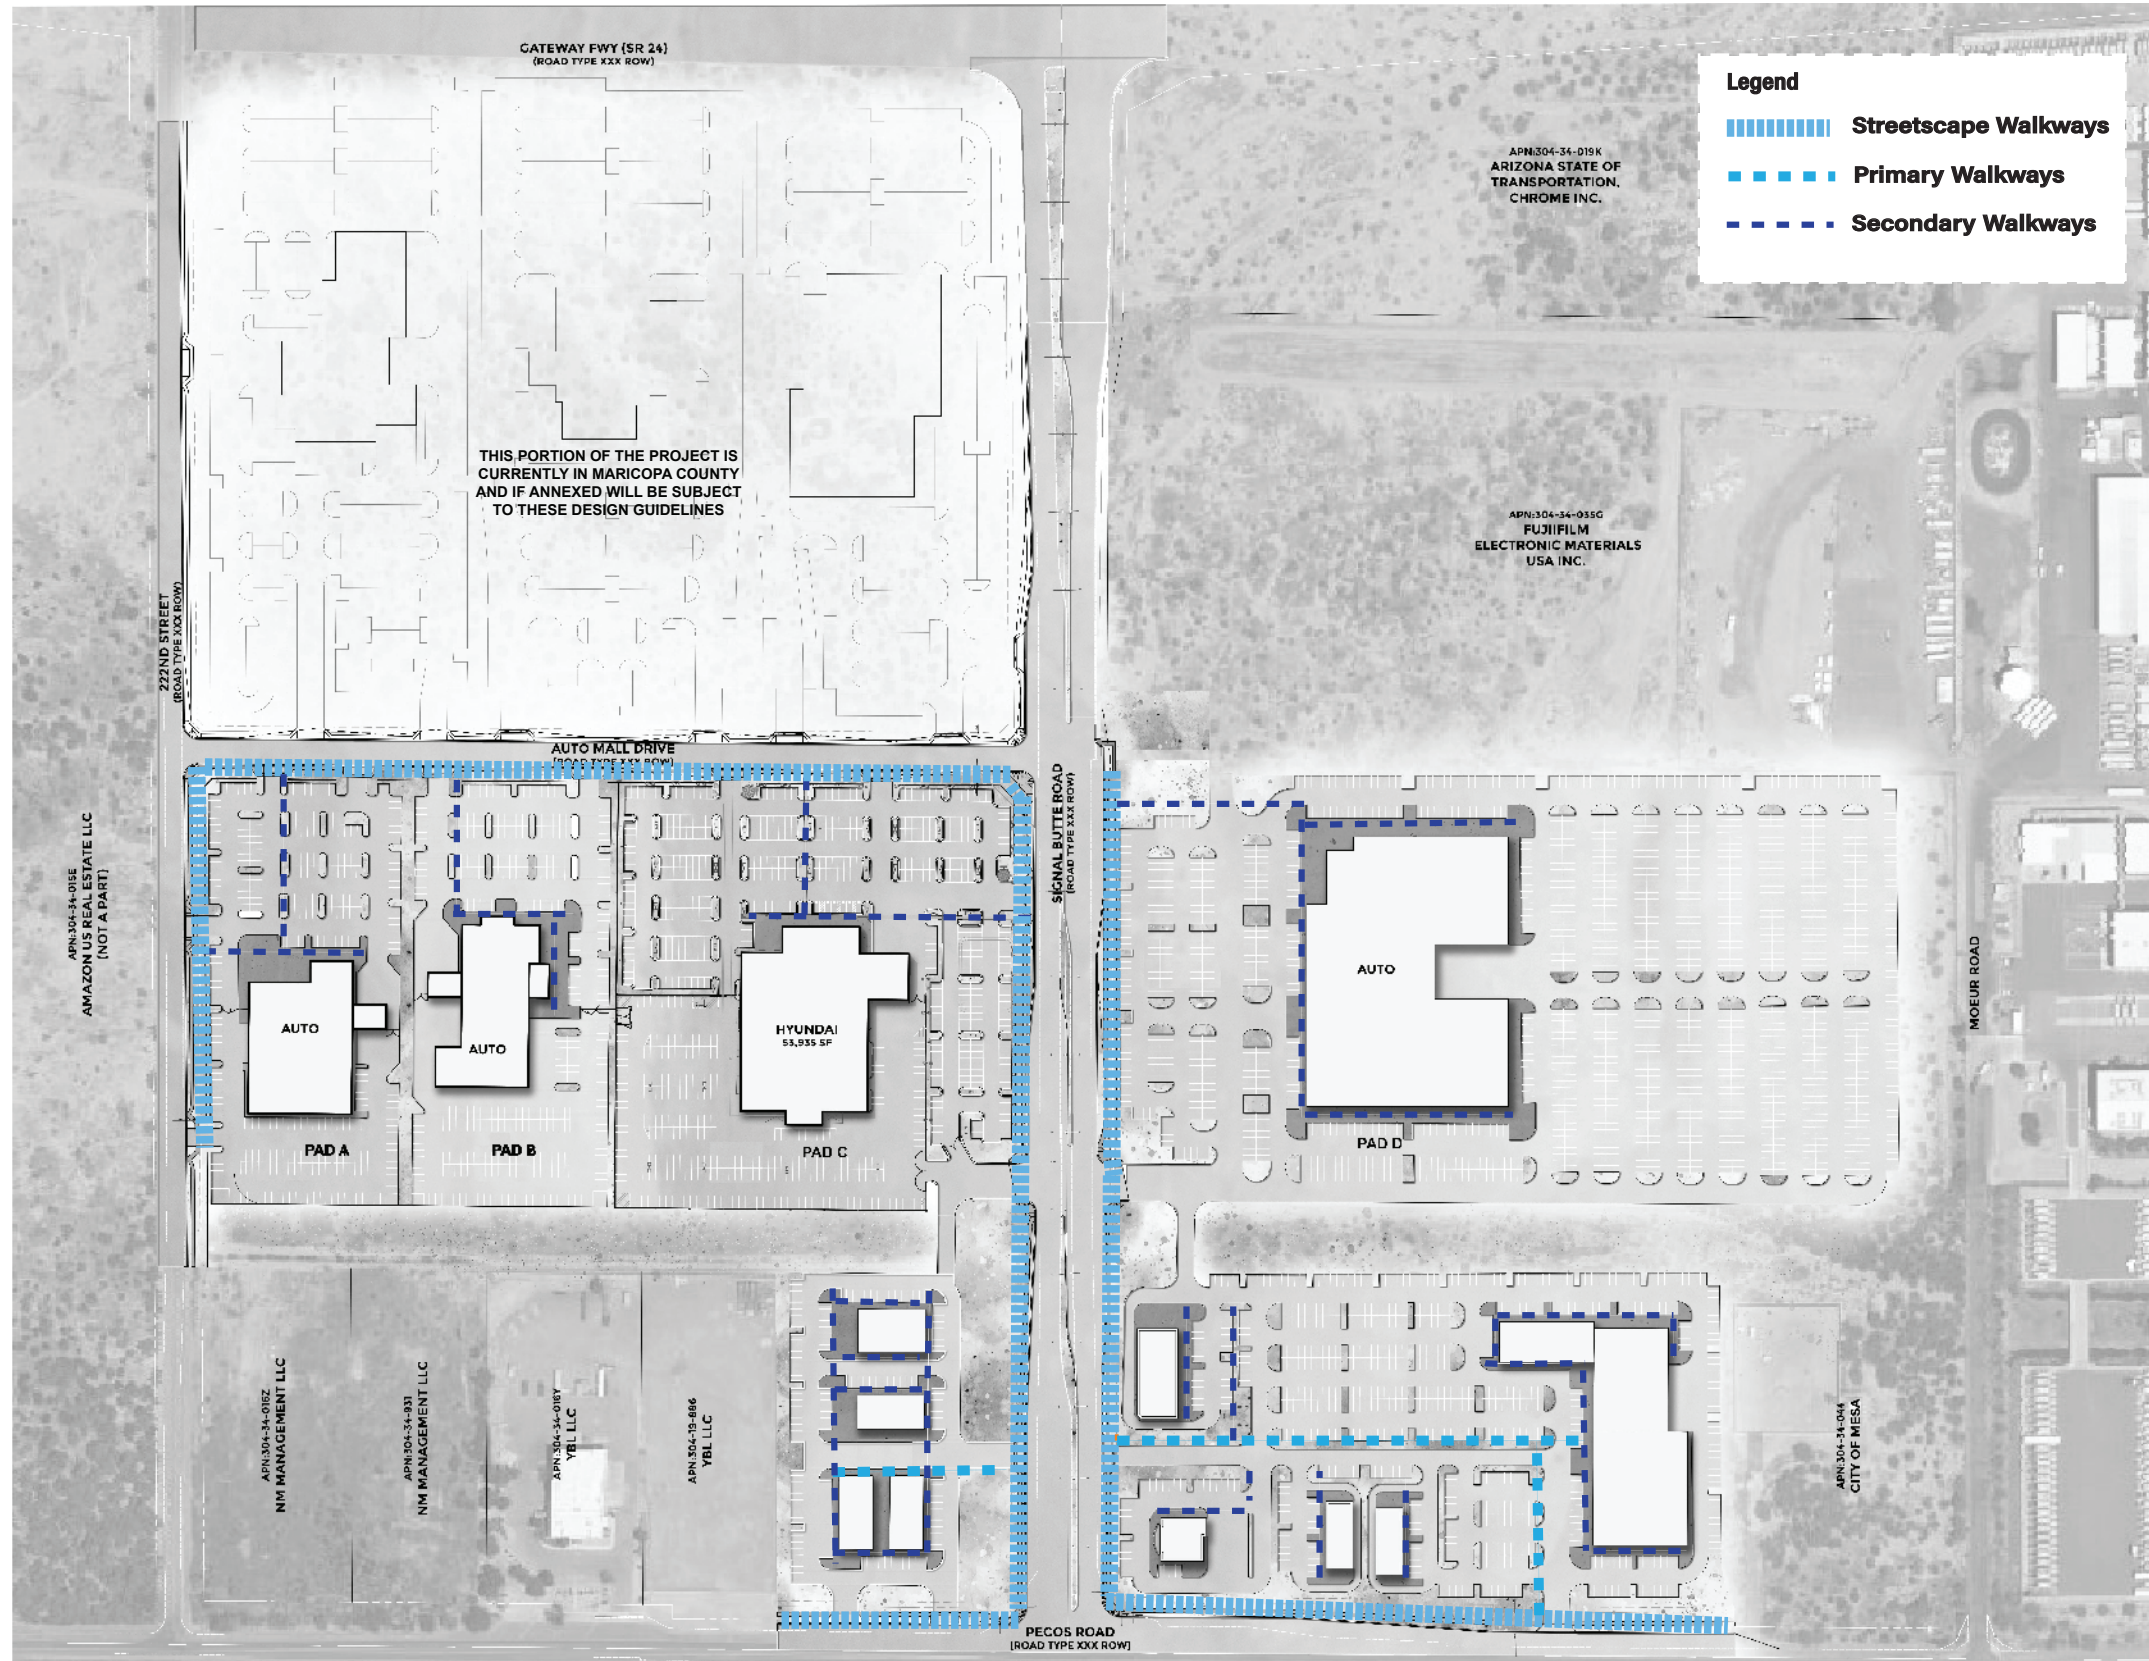 GATEWAY FWY (SR 24)
(ROAD TYPE XXX ROW)
Legend
Streetscape Walkways
Primary Walkways
Secondary Walkways
APN:304-34-019K
ARIZONA STATE OF
TRANSPORTATION,
CHROME INC.
THIS PORTION OF THE PROJECT IS
CURRENTLY IN MARICOPA COUNTY
AND IF ANNEXED WILL BE SUBJECT
TO THESE DESIGN GUIDELINES
APN:304-34-035G
FUJIIFILM
ELECTRONIC MATERIALS
USA INC.
222ND STREET
(ROAD TYPE XXX ROW)
AUTO MALL DRIVE
(ROAD TYPE XXX ROW)
SIGNAL BUTTE ROAD
(ROAD TYPE XXX ROW)
APN:304-34-015E
AMAZON US REAL ESTATE LLC
(NOT A PART)
MOEUR ROAD
AUTO
AUTO
HYUNDAI
53,935 SF
AUTO
PAD A
PAD B
PAD C
PAD D
APN:304-34-016Z
NM MANAGEMENT LLC
APN:304-34-931
NM MANAGEMENT LLC
APN:304-34-016Y
YBL LLC
APN:304-19-886
YBL LLC
APN:304-34-044
CITY OF MESA
PECOS ROAD
(ROAD TYPE XXX ROW)